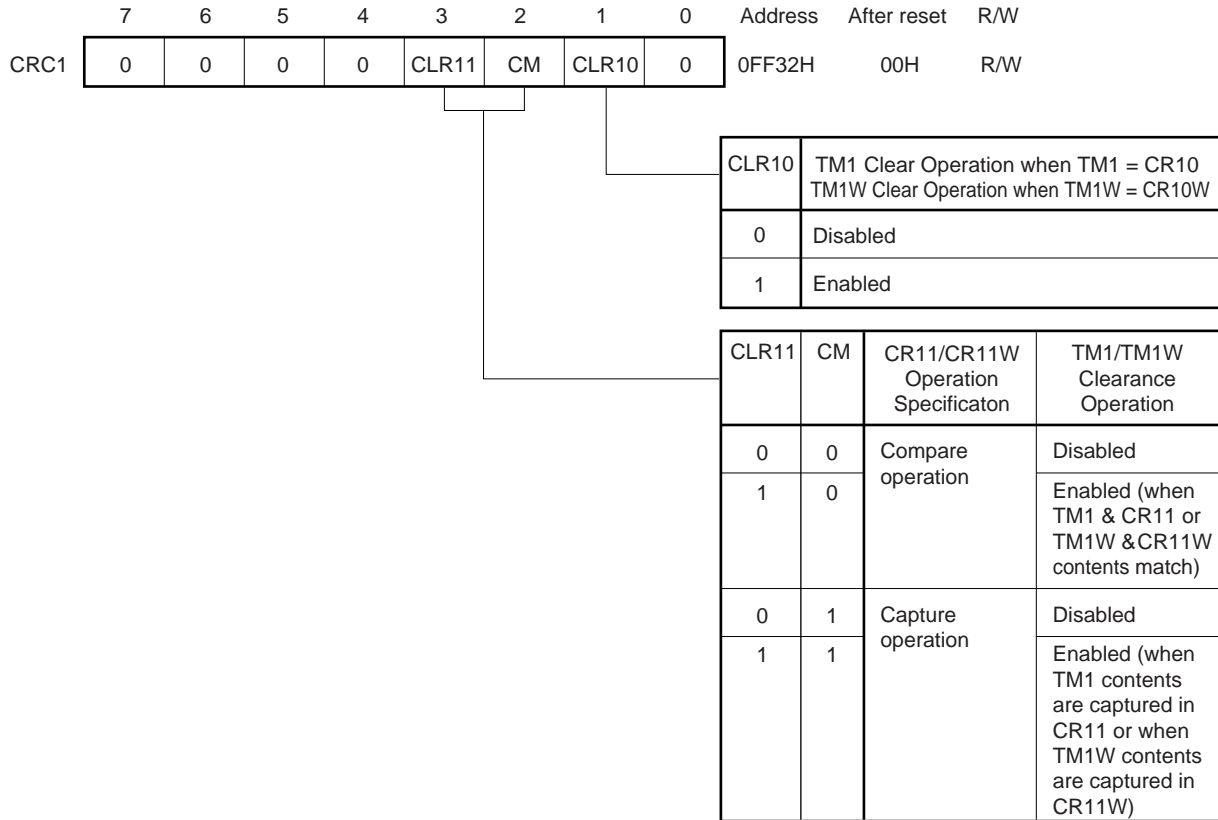 7 6 5 4 3 2 1 0 Address After reset R/W
CRC1 0 0 0 0 CLR11 CM CLR10 0 0FF32H 00H R/W
CLR10 TM1 Clear Operation when TM1 = CR10
TM1W Clear Operation when TM1W = CR10W
0 Disabled
1 Enabled
CLR11 CM CR11/CR11W TM1/TM1W
Operation Clearance
Specificaton Operation
0 0 Compare Disabled
operation
1 0 Enabled (when
TM1 & CR11 or
TM1W &CR11W
contents match)
0 1 Capture Disabled
operation
1 1 Enabled (when
TM1 contents
are captured in
CR11 or when
TM1W contents
are captured in
CR11W)